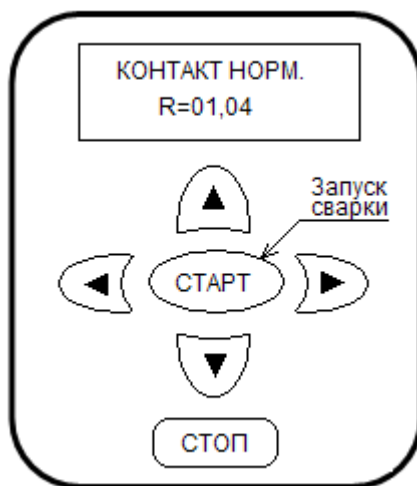 КОНТАКТ НОРМ.
R=01,04
Запуск
сварки
СТАРТ
СТОП